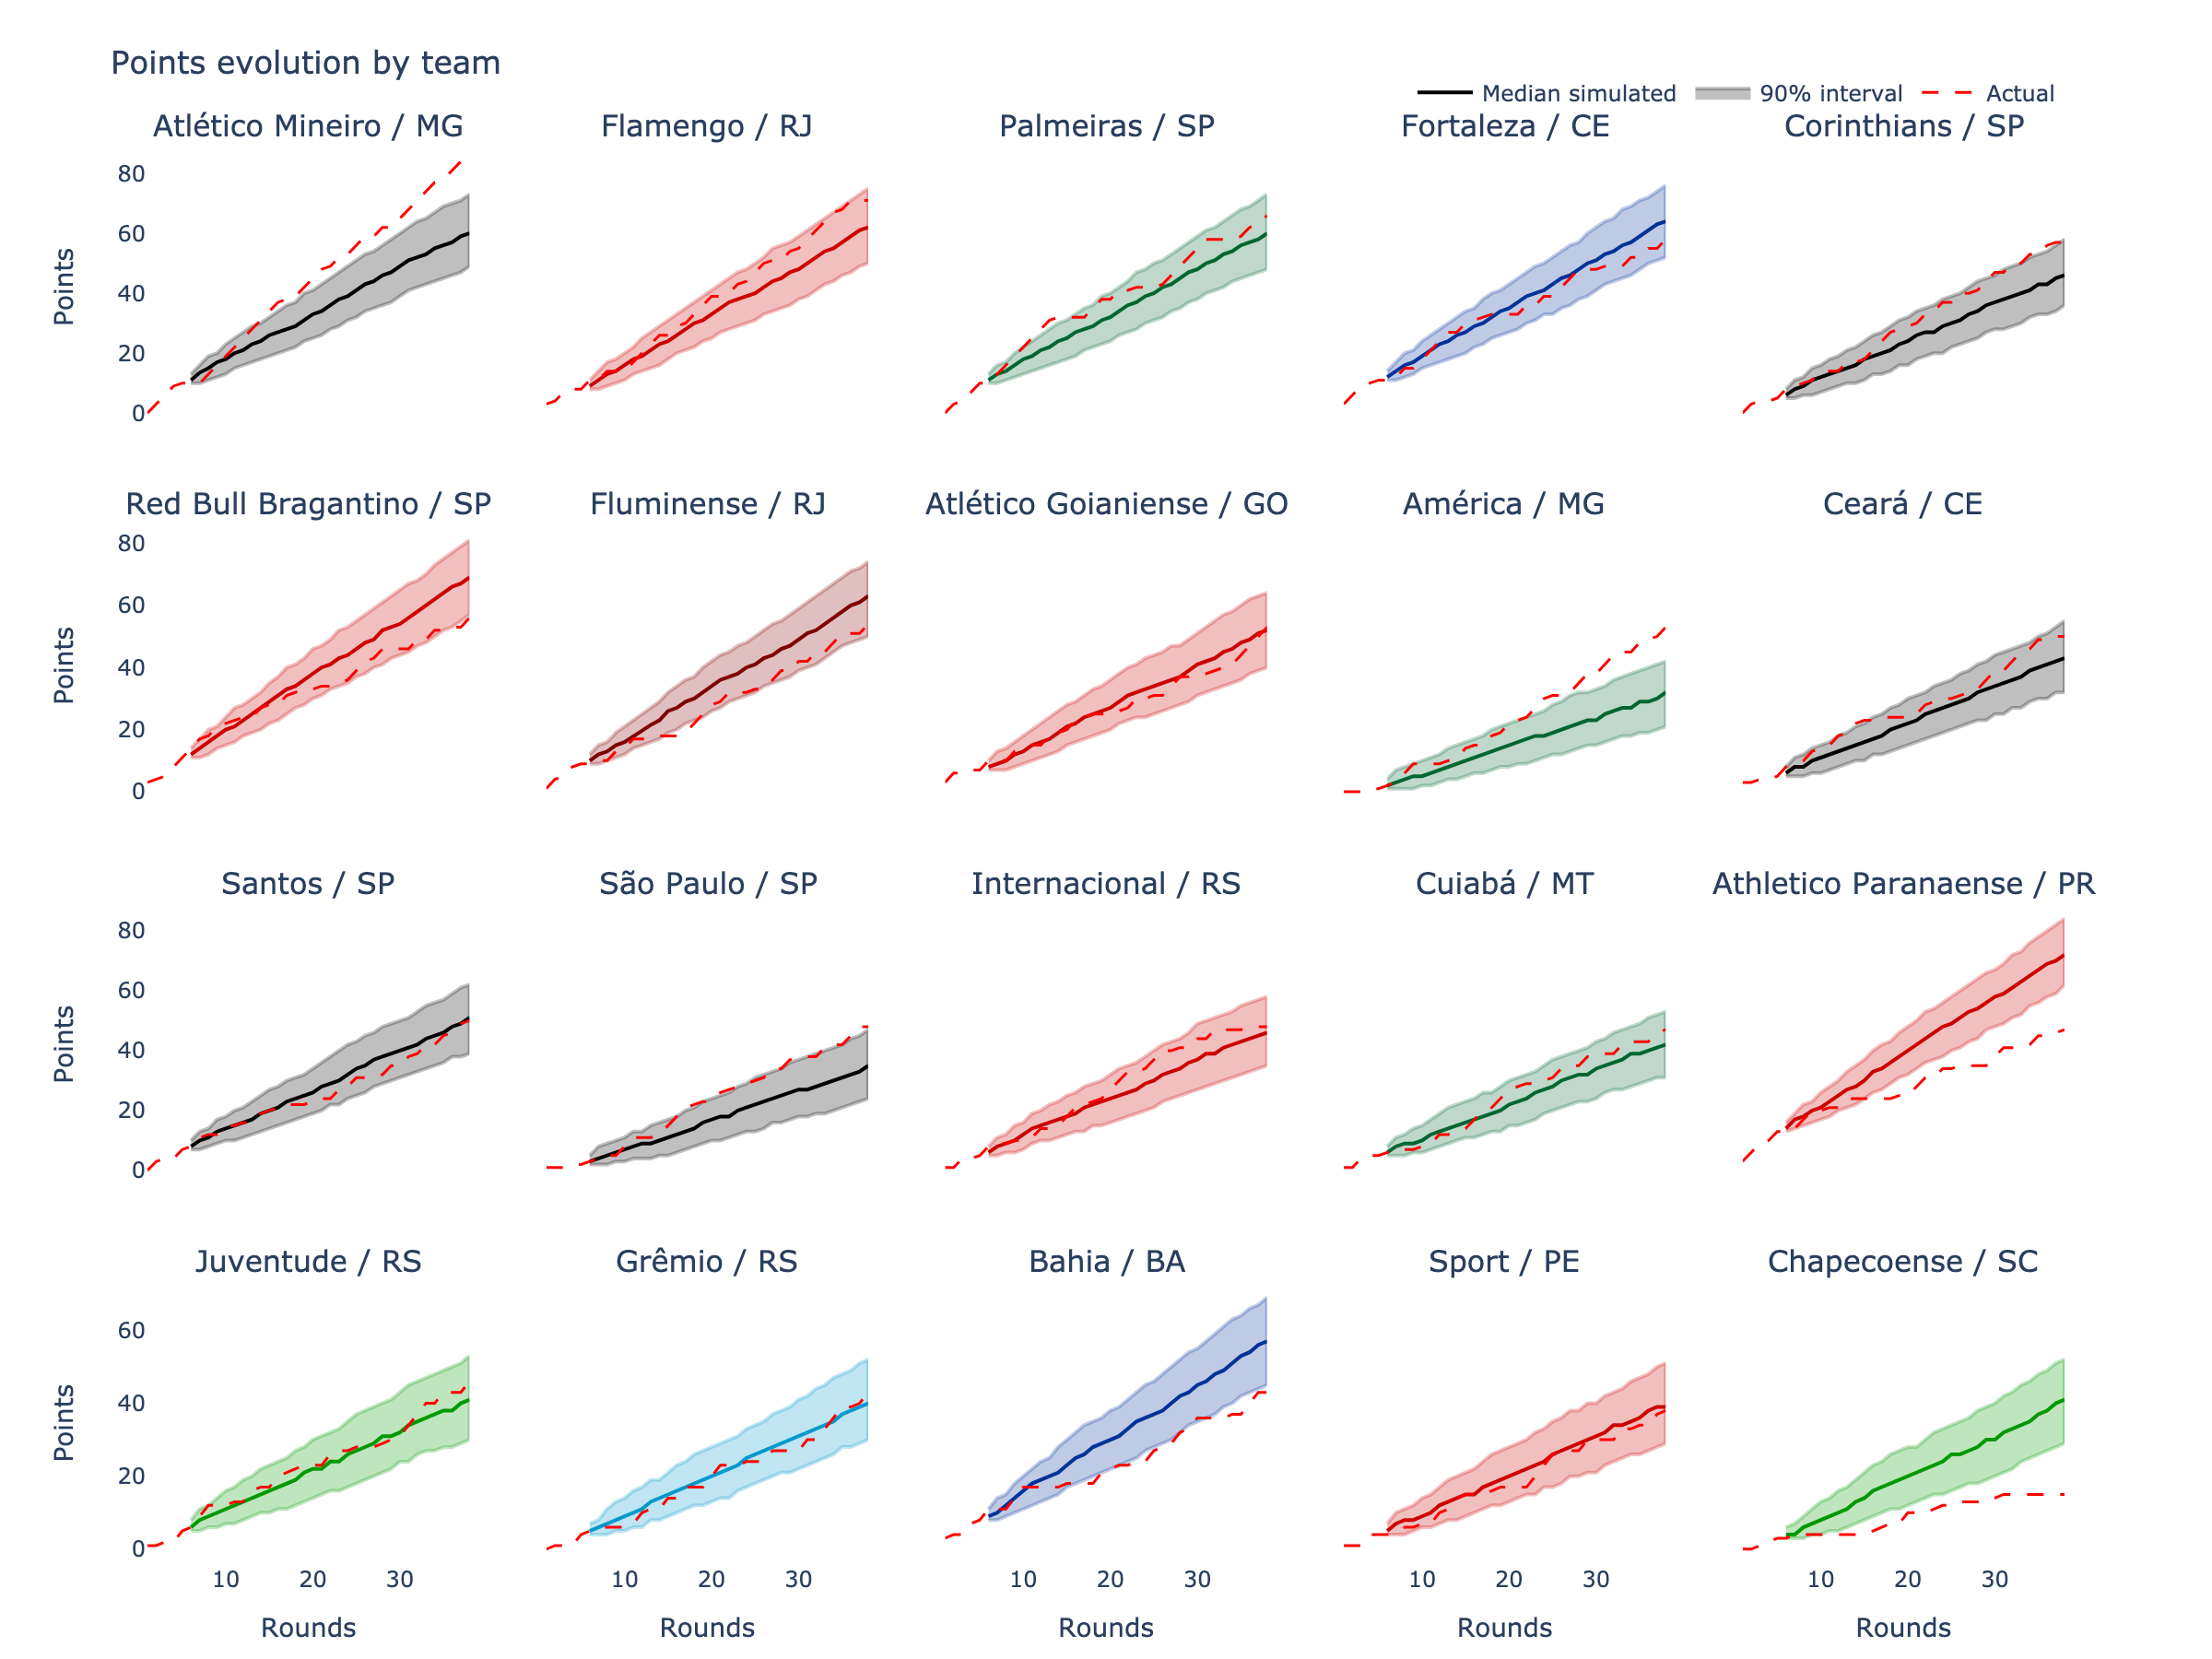 Points evolution by team
Median simulated 90% interval Actual
Atlético Mineiro / MG Flamengo / RJ Palmeiras / SP Fortaleza / CE Corinthians / SP
80
60
40
20
0
Points
Red Bull Bragantino / SP Fluminense / RJ Atlético Goianiense / GO América / MG Ceará / CE
80
60
40
20
0
Points
Santos / SP São Paulo / SP Internacional / RS Cuiabá / MT Athletico Paranaense / PR
80
60
40
20
0
Points
Juventude / RS Grêmio / RS Bahia / BA Sport / PE Chapecoense / SC
60
40
20
0
Points
10 20 30 10 20 30 10 20 30 10 20 30 10 20 30
Rounds Rounds Rounds Rounds Rounds